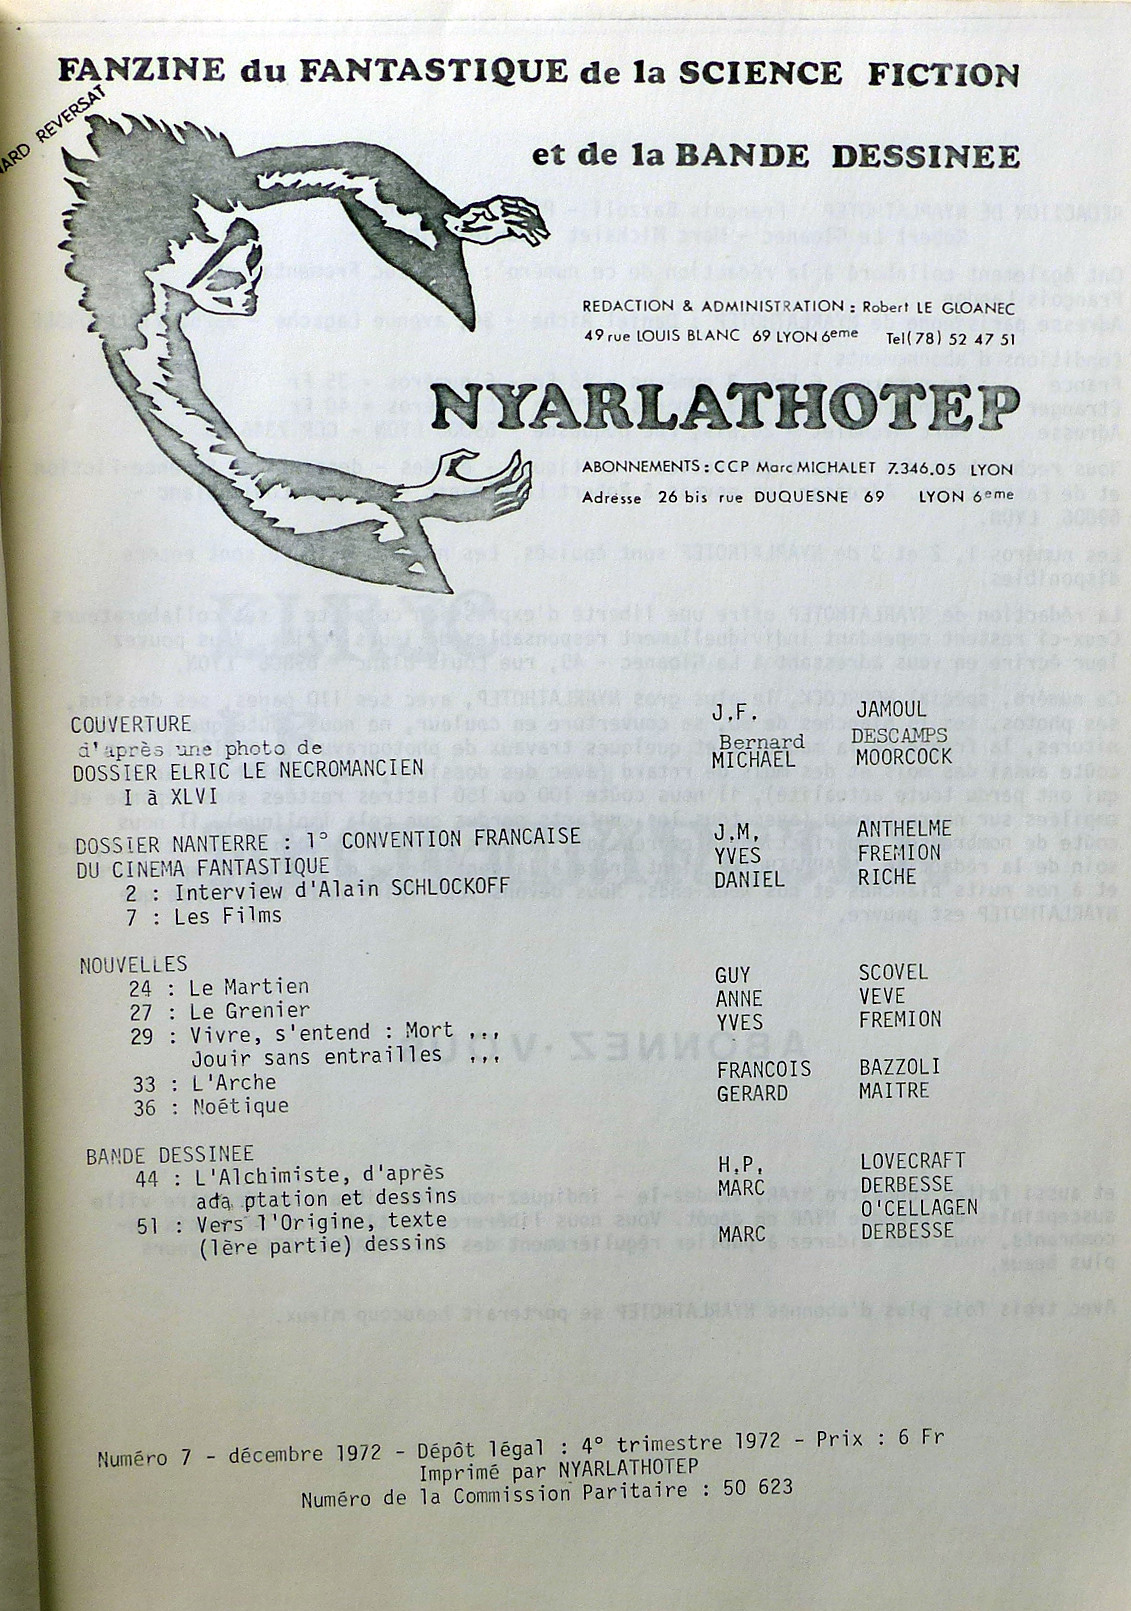 FANZINE du FANTASTIQUE de la SCIENCE FICTION
REVERSAT
et de la BANDE DESSINEE
REDACTION & ADMINISTRATION : Robert LE GLOANEC
49 rue LOUIS BLANC 69 LYON 6eme Tel(78) 52 47 51
NYARLATHOTEP
ABONNEMENTS : CCP Marc MICHALET 7.346.05 LYON
Adresse 26 bis rue DUQUESNE 69 LYON 6eme
COUVERTURE J.F. JAMOUL
d'après une photo de Bernard DESCAMPS
DOSSIER ELRIC LE NECROMANCIEN MICHAEL MOORCOCK
I à XLVI
DOSSIER NANTERRE : 1° CONVENTION FRANCAISE J.M, ANTHELME
DU CINEMA FANTASTIQUE YVES FREMION
2 : Interview d'Alain SCHLOCKOFF DANIEL RICHE
7 : Les Films
NOUVELLES
24 : Le Martien GUY SCOVEL
27 : Le Grenier ANNE VEVE
29 : Vivre, s'entend : Mort ... YVES FREMION
Jouir sans entrailles ...
33 : L'Arche FRANCOIS BAZZOLI
36 : Noétique GERARD MAITRE
BANDE DESSINEE
44 : L'Alchimiste, d'après H.P. LOVECRAFT
ada ptation et dessins MARC DERBESSE
51 : Vers l'Origine, texte O'CELLAGEN
(1ère partie) dessins MARC DERBESSE
Numéro 7 - décembre 1972 - Dépôt légal : 4° trimestre 1972 - Prix : 6 Fr
Imprimé par NYARLATHOTEP
Numéro de la Commission Paritaire : 50 623